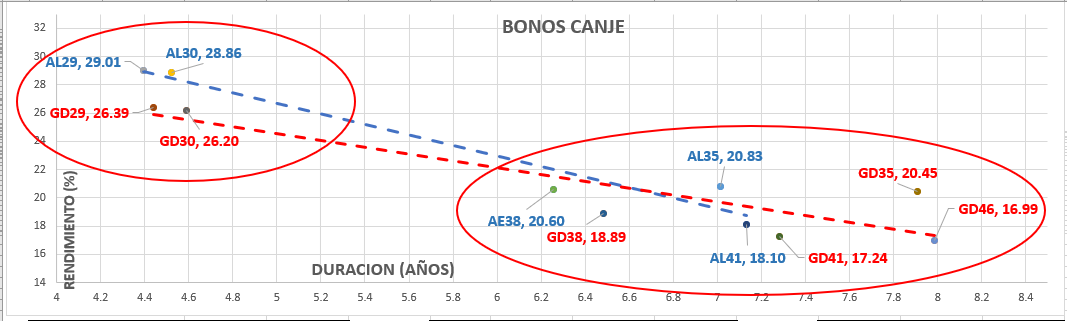 BONOS CANJE
32
30
28
26
24
22
20
18
16
14
RENDIMIENTO (%)
AL29, 29.01
AL30, 28.86
GD29, 26.39
GD30, 26.20
AL35, 20.83
GD35, 20.45
AE38, 20.60
GD38, 18.89
GD46, 16.99
AL41, 18.10
GD41, 17.24
DURACION (AÑOS)
4 4.2 4.4 4.6 4.8 5 5.2 5.4 5.6 5.8 6 6.2 6.4 6.6 6.8 7 7.2 7.4 7.6 7.8 8 8.2 8.4